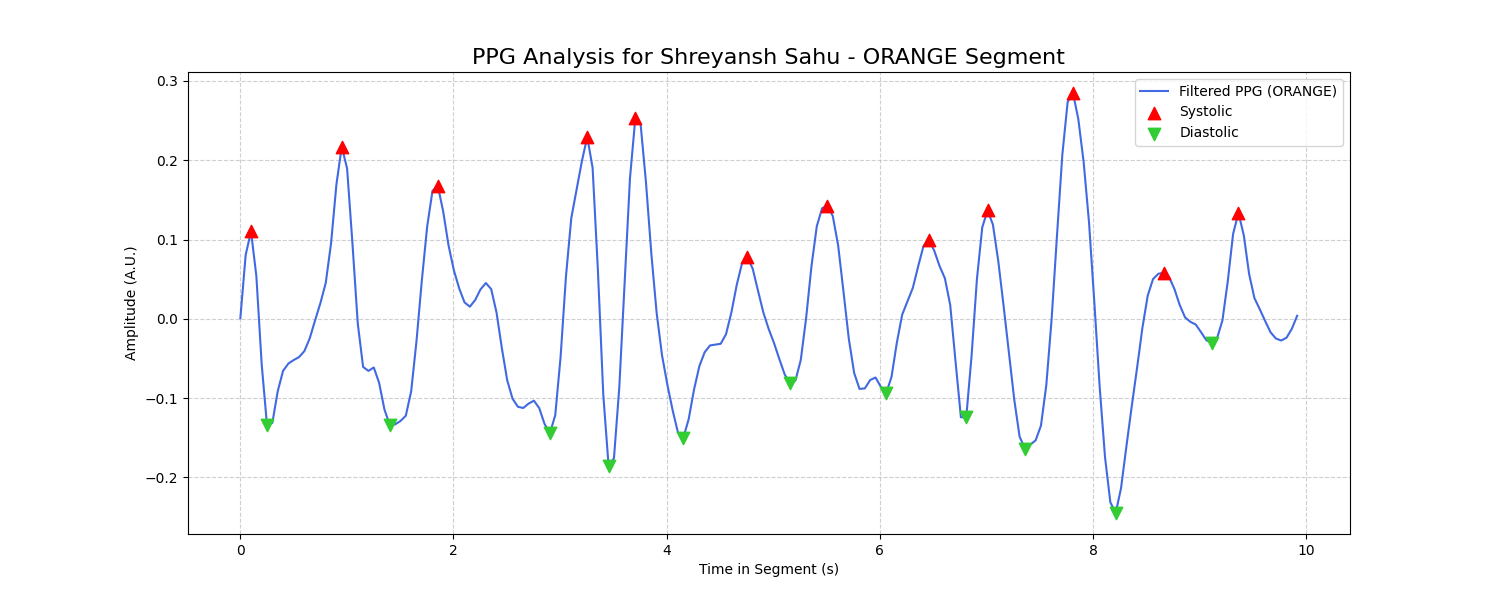 PPG Analysis for Shreyansh Sahu - ORANGE Segment
Filtered PPG (ORANGE)
Systolic
Diastolic
Amplitude (A.U.)
0.3
0.2
0.1
0.0
−0.1
−0.2
0 2 4 6 8 10
Time in Segment (s)